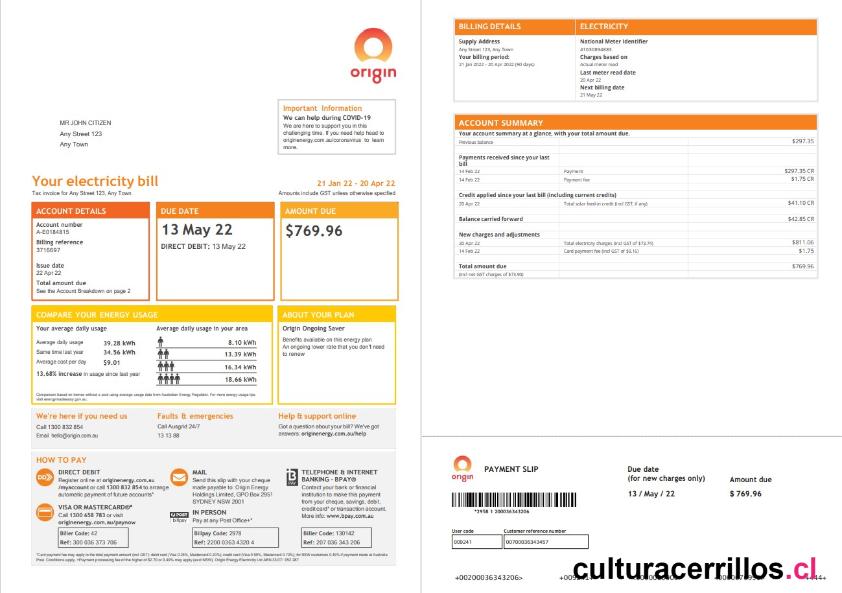 origin
MR JOHN CITIZEN
Any Street 123
Any Town
Important Information
We can help during COVID-19
We are here to support you in this
challenging time. If you need help head to
originenergy.com.au/coronavirus to learn
more.
Your electricity bill
21 Jan 22 - 20 Apr 22
Tax invoice for Any Street 123, Any Town
Amounts include GST unless otherwise specified
ACCOUNT DETAILS
Account number
A-E0184815
Billing reference
3716697
Issue date
22 Apr 22
Total amount due
See the Account Breakdown on page 2
DUE DATE
13 May 22
DIRECT DEBIT: 13 May 22
AMOUNT DUE
$769.96
COMPARE YOUR ENERGY USAGE
Your average daily usage
Average daily usage 39.28 kWh
Same time last year 34.56 kWh
Average cost per day $9.01
13.68% increase in usage since last year
Average daily usage in your area
8.10 kWh
13.39 kWh
16.34 kWh
18.66 kWh
ABOUT YOUR PLAN
Origin Ongoing Saver
Benefits available on this energy plan
An ongoing lower rate that you don't need
to renew
We're here if you need us
Call 1300 832 854
Email hello@origin.com.au
Faults & emergencies
Call Ausgrid 24/7
13 13 88
Help & support online
Got a question about your bill? We've got
answers: originenergy.com.au/help
HOW TO PAY
DIRECT DEBIT
Register online at originenergy.com.au
/myaccount or call 1300 832 854 to arrange
automatic payment of future accounts*
VISA OR MASTERCARD®*
Call 1300 658 783 or visit
originenergy.com.au/paynow
Biller Code: 42
Ref: 300 036 373 706
MAIL
Send this slip with your cheque
made payable to: Origin Energy
Holdings Limited, GPO Box 2951
SYDNEY NSW 2001
POST
billpay
IN PERSON
Pay at any Post Office+*
Billpay Code: 2978
Ref: 2200 0363 4320 4
TELEPHONE & INTERNET
BANKING - BPAY®
Contact your bank or financial
institution to make this payment
from your cheque, savings, debit,
credit card* or transaction account.
More info: www.bpay.com.au
Biller Code: 130142
Ref: 207 036 343 206
BILLING DETAILS
Supply Address
Any Street 123, Any Town
Your billing period:
21 Jan 2022 - 20 Apr 2022 (90 days)
ELECTRICITY
National Meter Identifier
Charges based on
Actual meter read
Last meter read date
20 Apr 22
Next billing date
21 May 22
ACCOUNT SUMMARY
Your account summary at a glance, with your total amount due.
Previous balance $297.35
Payments received since your last
bill
14 Feb 22 Payment $297.35 CR
14 Feb 22 Payment fee $1.75 CR
Credit applied since your last bill (including current credits)
20 Apr 22 Total solar feed-in credit (incl GST, if any) $41.10 CR
Balance carried forward $42.85 CR
New charges and adjustments
20 Apr 22 Total electricity charges (incl GST of $73.74) $811.06
14 Feb 22 Card payment fee (incl GST of $0.16) $1.75
Total amount due $769.96
origin
PAYMENT SLIP
*2958 1 200036343206
Due date
(for new charges only)
13 / May / 22
Amount due
$ 769.96
User code
009241
Customer reference number
00700036343457
+00200036343206>
culturacerrillos.cl